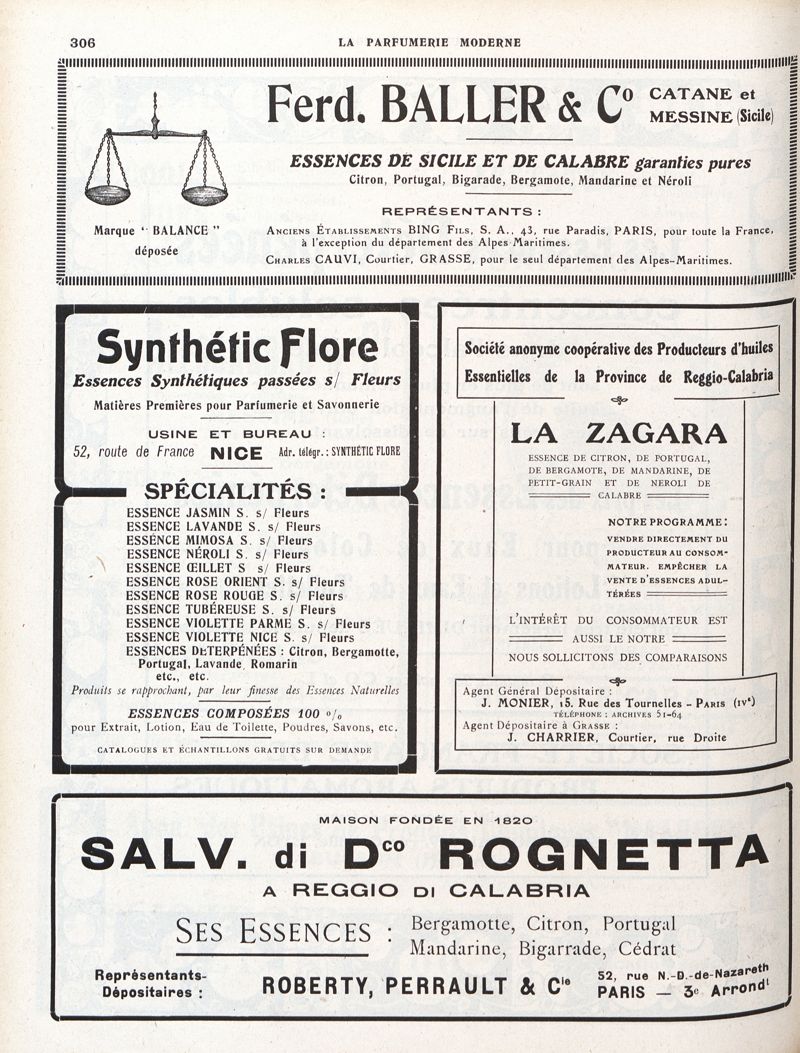 306
LA PARFUMERIE MODERNE
Ferd. BALLER & Cº
CATANE et
MESSINE (Sicile)
ESSENCES DE SICILE ET DE CALABRE garanties pures
Citron, Portugal, Bigarade, Bergamote, Mandarine et Néroli
REPRÉSENTANTS :
ANCIENS ÉTABLISSEMENTS BING FILS, S. A., 43, rue Paradis, PARIS, pour toute la France,
à l'exception du département des Alpes-Maritimes.
CHARLES CAUVI, Courtier, GRASSE, pour le seul département des Alpes-Maritimes.
Marque “ BALANCE ”
déposée
Synthétic Flore
Essences Synthétiques passées s/ Fleurs
Matières Premières pour Parfumerie et Savonnerie
USINE ET BUREAU :
52, route de France NICE Adr. télégr. : SYNTHÉTIC FLORE
SPÉCIALITÉS :
ESSENCE JASMIN S. s/ Fleurs
ESSENCE LAVANDE S. s/ Fleurs
ESSENCE MIMOSA S. s/ Fleurs
ESSENCE NÉROLI S. s/ Fleurs
ESSENCE ŒILLET S s/ Fleurs
ESSENCE ROSE ORIENT S. s/ Fleurs
ESSENCE ROSE ROUGE S. s/ Fleurs
ESSENCE TUBÉREUSE S. s/ Fleurs
ESSENCE VIOLETTE PARME S. s/ Fleurs
ESSENCE VIOLETTE NICE S. s/ Fleurs
ESSENCES DÉTERPÉNÉES : Citron, Bergamotte,
Portugal, Lavande, Romarin
etc., etc.
Produits se rapprochant, par leur finesse des Essences Naturelles
ESSENCES COMPOSÉES 100 %
pour Extrait, Lotion, Eau de Toilette, Poudres, Savons, etc.
CATALOGUES ET ÉCHANTILLONS GRATUITS SUR DEMANDE
Société anonyme coopérative des Producteurs d'huiles
Essentielles de la Province de Reggio-Calabria
LA ZAGARA
ESSENCE DE CITRON, DE PORTUGAL,
DE BERGAMOTE, DE MANDARINE, DE
PETIT-GRAIN ET DE NEROLI DE
CALABRE
NOTRE PROGRAMME :
VENDRE DIRECTEMENT DU
PRODUCTEUR AU CONSOM-
MATEUR. EMPÊCHER LA
VENTE D'ESSENCES ADUL-
TÉRÉES
L'INTÉRÊT DU CONSOMMATEUR EST
AUSSI LE NOTRE
NOUS SOLLICITONS DES COMPARAISONS
Agent Général Dépositaire :
J. MONIER, 15, Rue des Tournelles - PARIS (IVe)
TÉLÉPHONE : ARCHIVES 51-64
Agent Dépositaire à GRASSE :
J. CHARRIER, Courtier, rue Droite
MAISON FONDÉE EN 1820
SALV. di Dco ROGNETTA
A REGGIO DI CALABRIA
SES ESSENCES :
Bergamotte, Citron, Portugal
Mandarine, Bigarrade, Cédrat
Représentants-
Dépositaires :
ROBERTY, PERRAULT & Cie
52, rue N.-D.-de-Nazareth
PARIS — 3e Arrondt